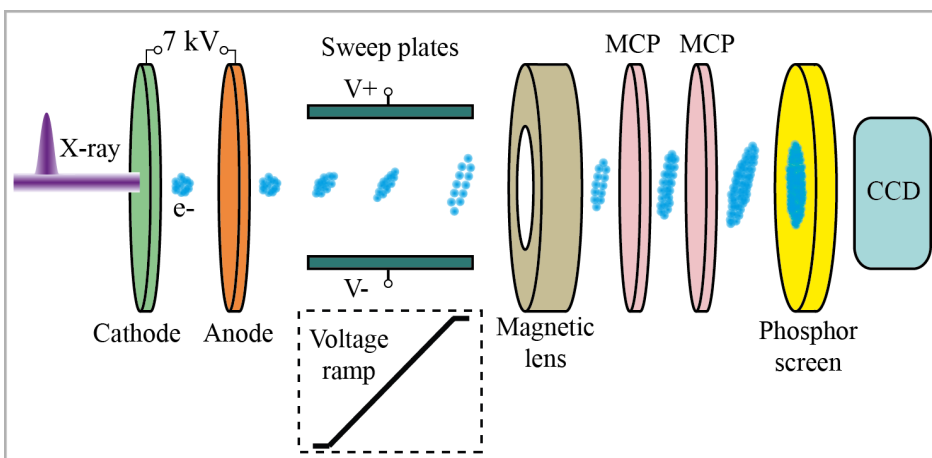 7 kV
Sweep plates
MCP
MCP
V+
X-ray
e-
CCD
V-
Cathode
Anode
Voltage
ramp
Magnetic
lens
Phosphor
screen